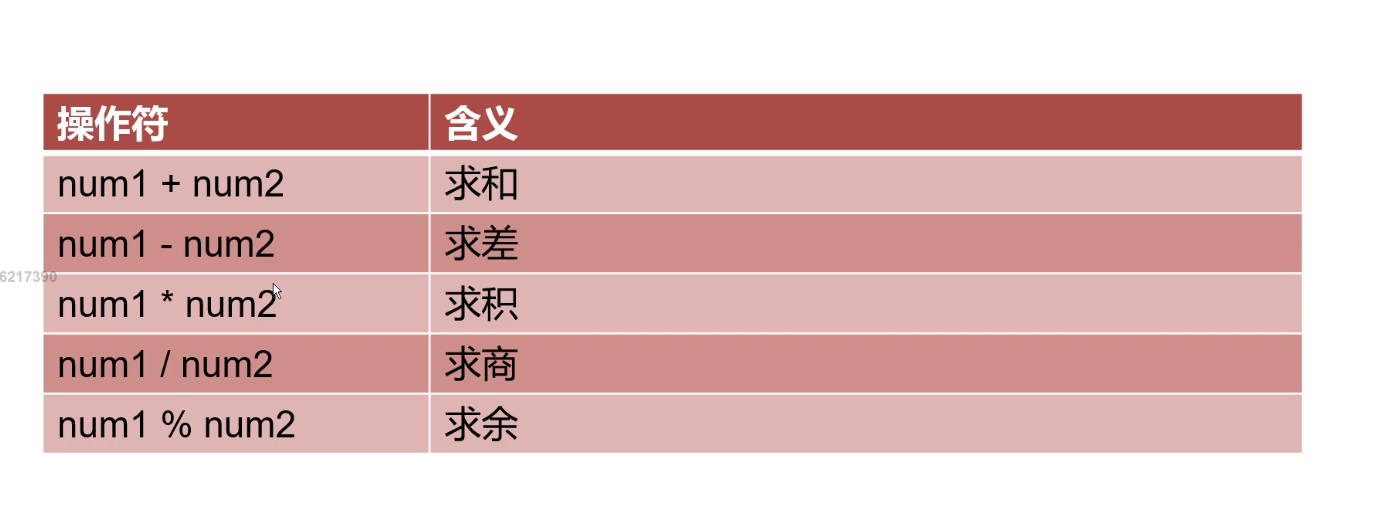 操作符 含义
num1 + num2 求和
num1 - num2 求差
6217390
num1 * num2 求积
num1 / num2 求商
num1 % num2 求余